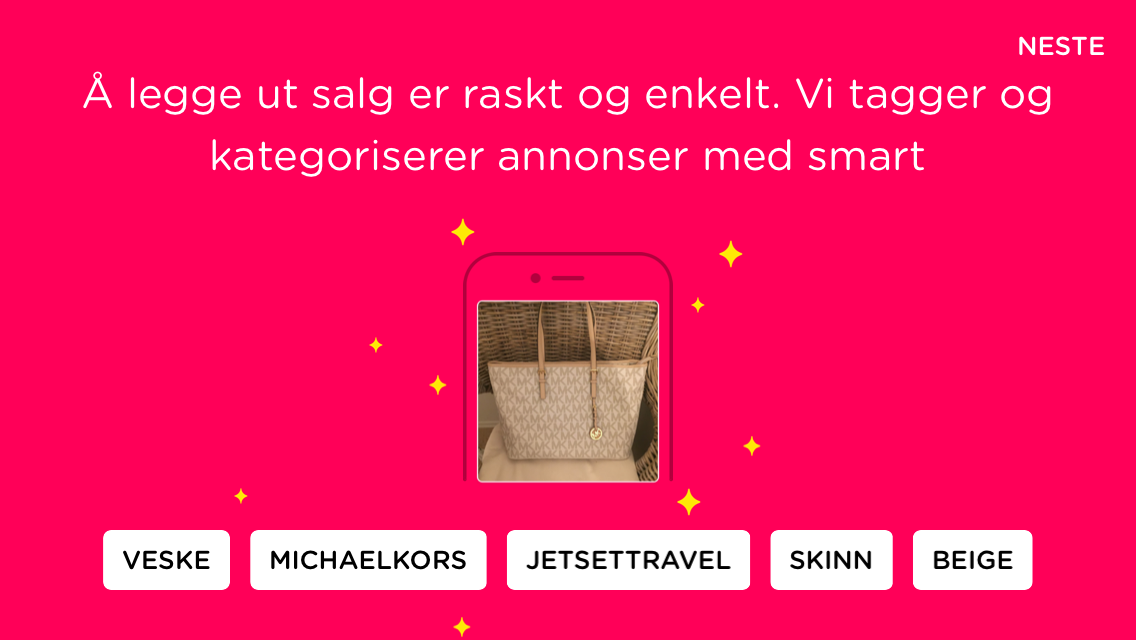 NESTE
Å legge ut salg er raskt og enkelt. Vi tagger og
kategoriserer annonser med smart
VESKE
MICHAELKORS
JETSETTRAVEL
SKINN
BEIGE